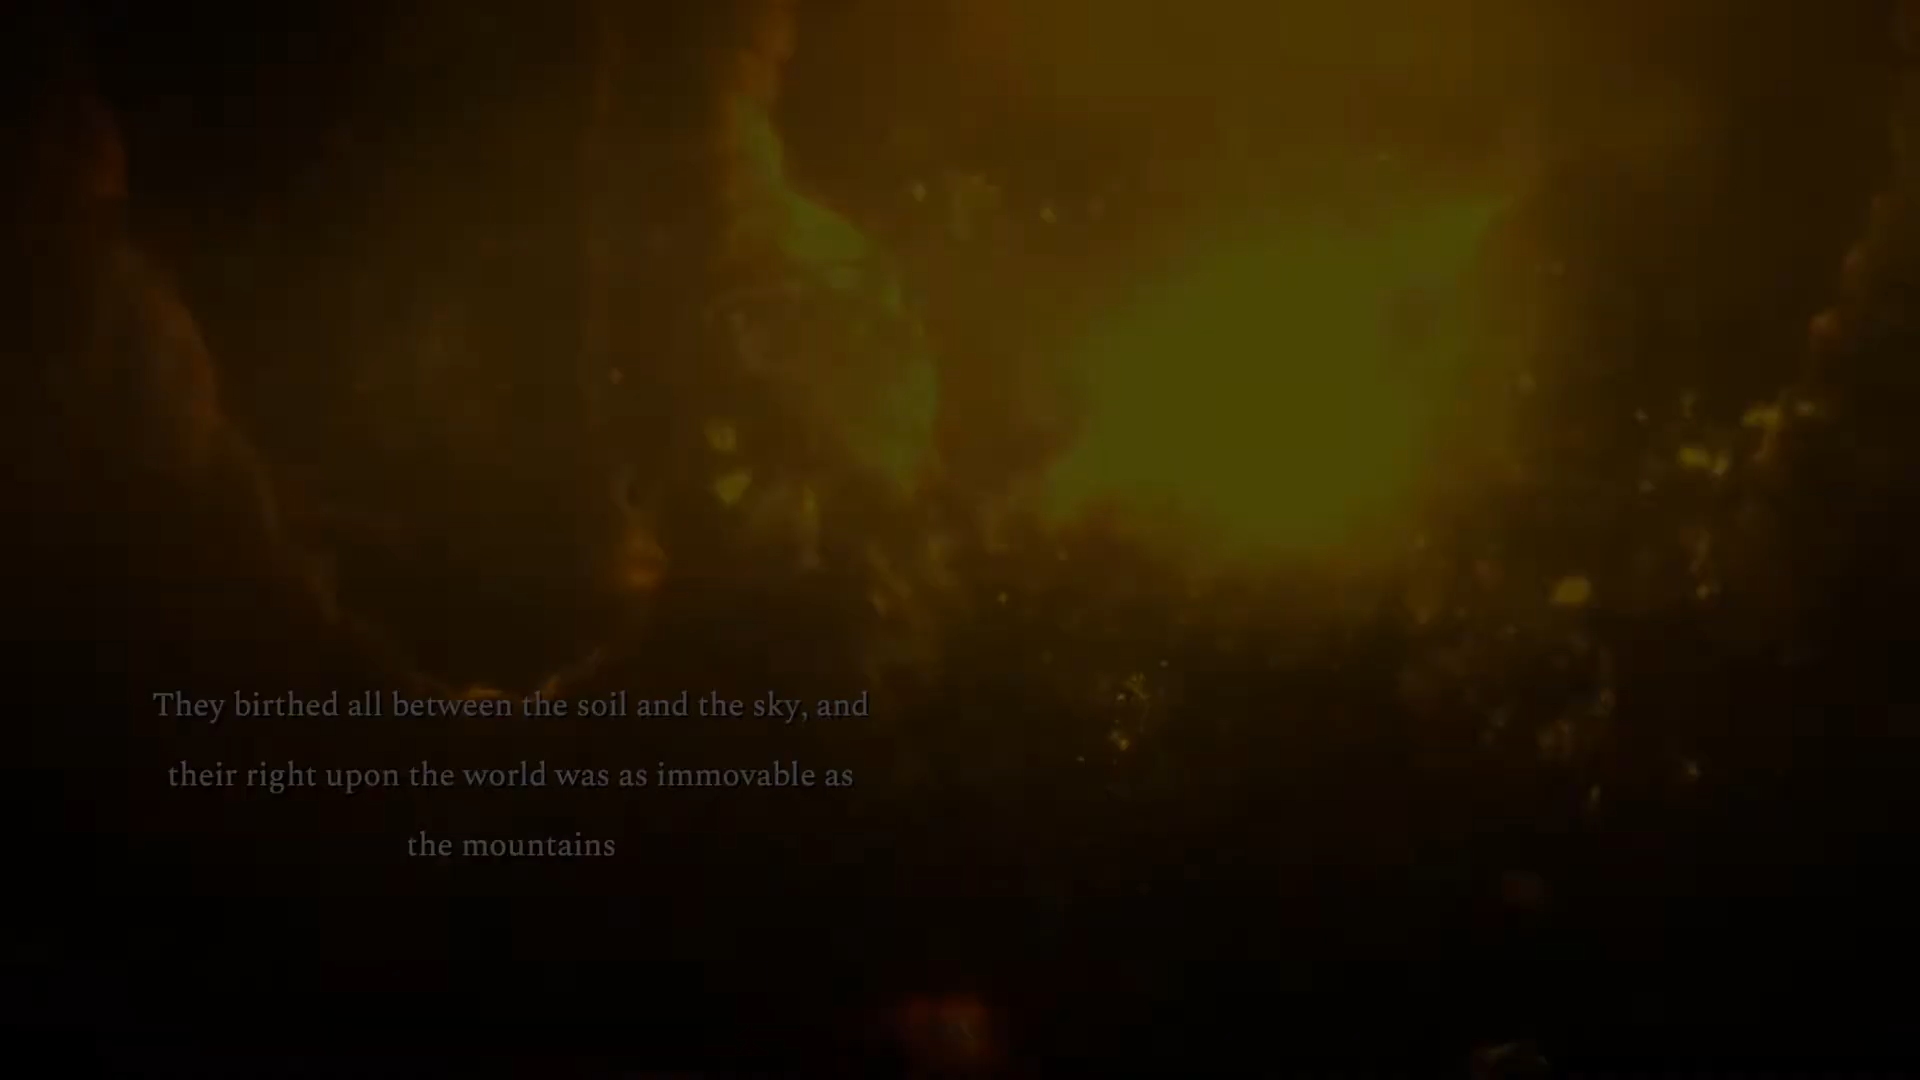 They birthed all between the soil and the sky, and
their right upon the world was as immovable as
the mountains